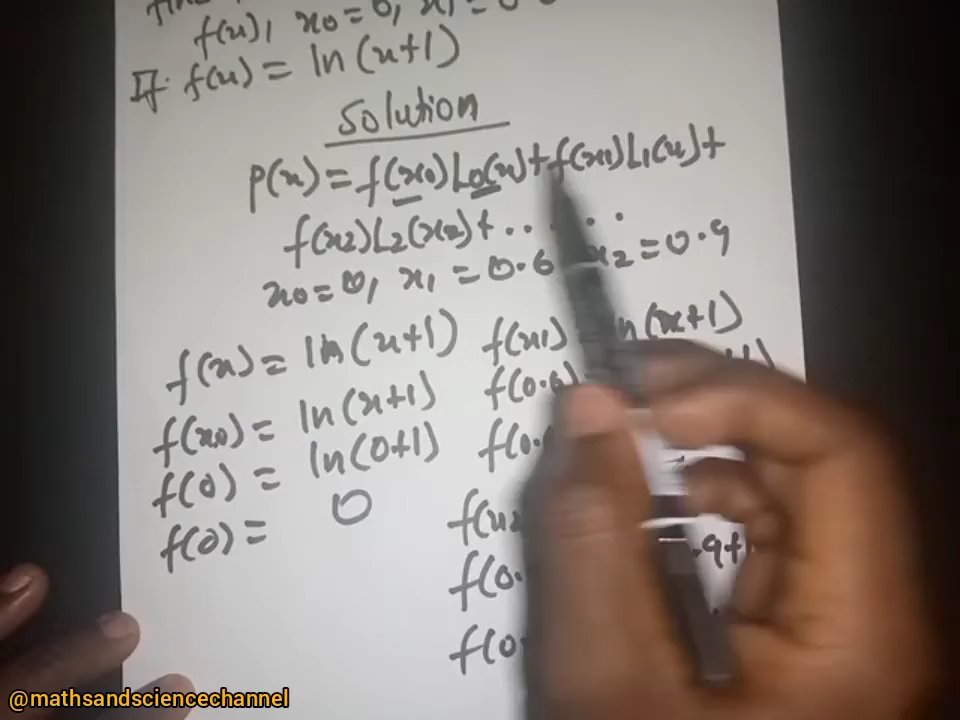 f(x), x0 = 0, x1 =
If f(x) = ln(x+1)
Solution
P(x) = f(x0)L0(x) + f(x1)L1(x) +
f(x2)L2(x2) + . . . . .
x0 = 0, x1 = 0.6 x2 = 0.9
f(x) = ln(x+1) f(x1) (x+1)
f(x0) = ln(x+1) f(0.6)
f(0) = ln(0+1) f(0.
f(0) = 0
f(x2
f(0. .9+
f(0.
@mathsandsciencechannel